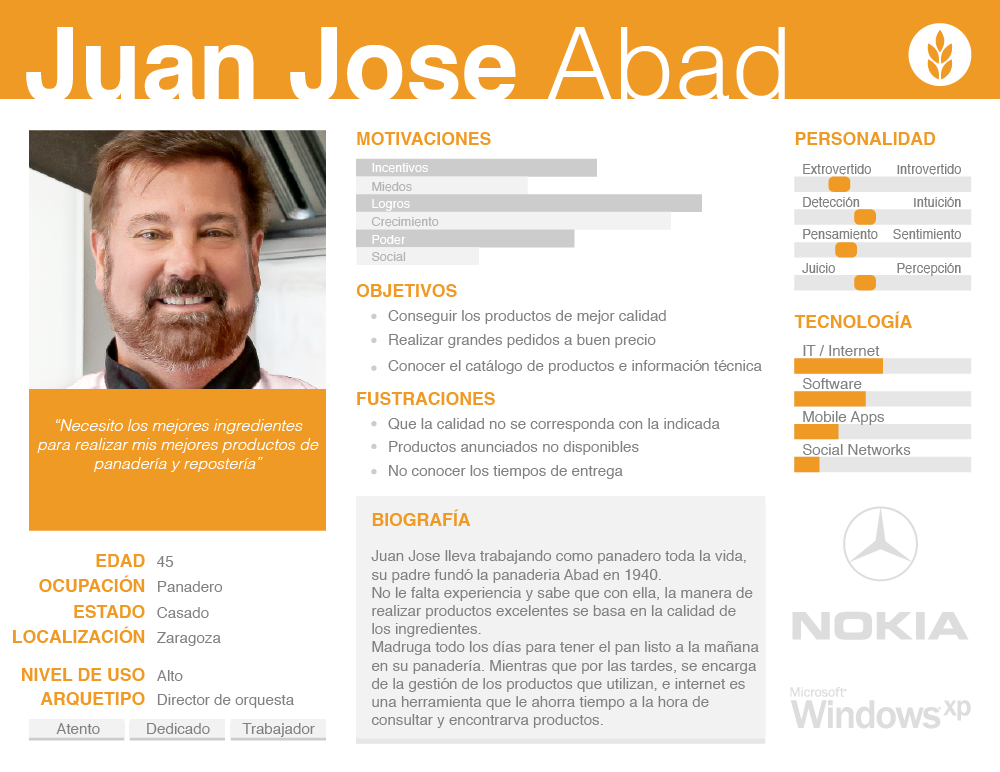 Juan Jose Abad
“Necesito los mejores ingredientes
para realizar mis mejores productos de
panadería y repostería”
EDAD 45
OCUPACIÓN Panadero
ESTADO Casado
LOCALIZACIÓN Zaragoza
NIVEL DE USO Alto
ARQUETIPO Director de orquesta
Atento Dedicado Trabajador
MOTIVACIONES
Incentivos
Miedos
Logros
Crecimiento
Poder
Social
OBJETIVOS
Conseguir los productos de mejor calidad
Realizar grandes pedidos a buen precio
Conocer el catálogo de productos e información técnica
FUSTRACIONES
Que la calidad no se corresponda con la indicada
Productos anunciados no disponibles
No conocer los tiempos de entrega
BIOGRAFÍA
Juan Jose lleva trabajando como panadero toda la vida,
su padre fundó la panaderia Abad en 1940.
No le falta experiencia y sabe que con ella, la manera de
realizar productos excelentes se basa en la calidad de
los ingredientes.
Madruga todo los días para tener el pan listo a la mañana
en su panadería. Mientras que por las tardes, se encarga
de la gestión de los productos que utilizan, e internet es
una herramienta que le ahorra tiempo a la hora de
consultar y encontrarva productos.
PERSONALIDAD
Extrovertido Introvertido
Detección Intuición
Pensamiento Sentimiento
Juicio Percepción
TECNOLOGÍA
IT / Internet
Software
Mobile Apps
Social Networks
NOKIA
Microsoft
Windows xp